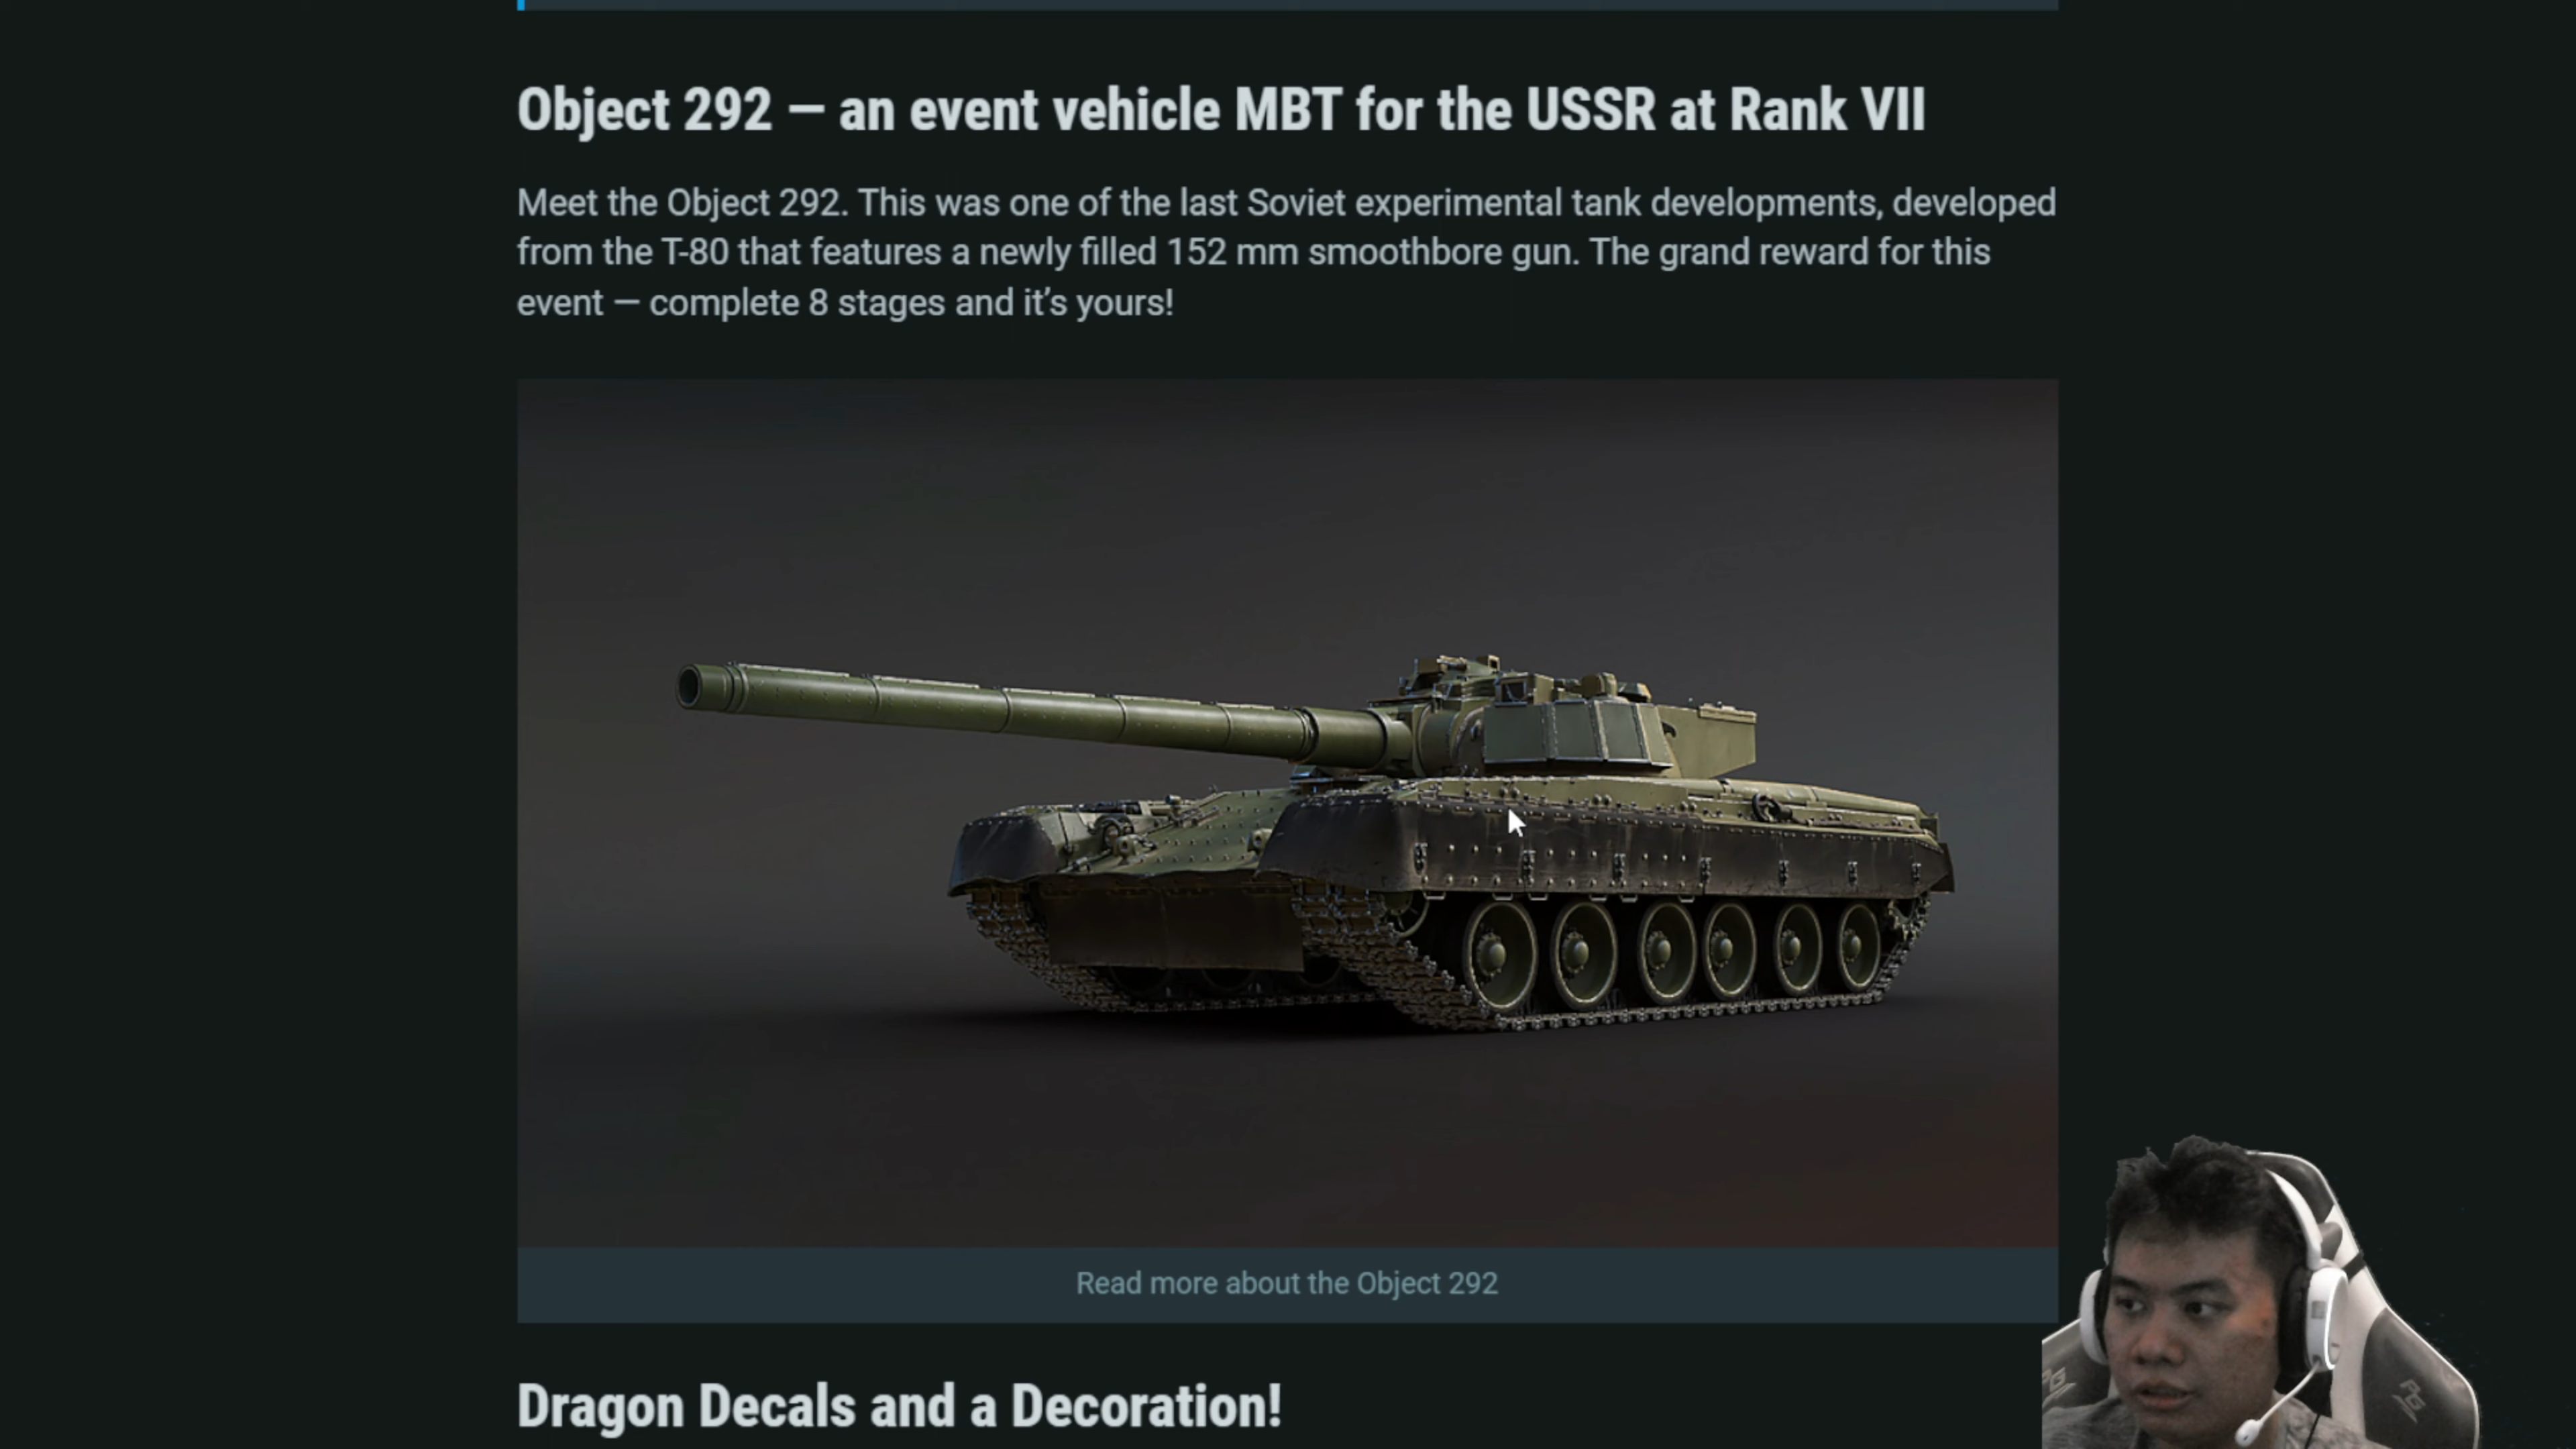 Object 292 — an event vehicle MBT for the USSR at Rank VII
Meet the Object 292. This was one of the last Soviet experimental tank developments, developed
from the T-80 that features a newly filled 152 mm smoothbore gun. The grand reward for this
event — complete 8 stages and it's yours!
Read more about the Object 292
Dragon Decals and a Decoration!